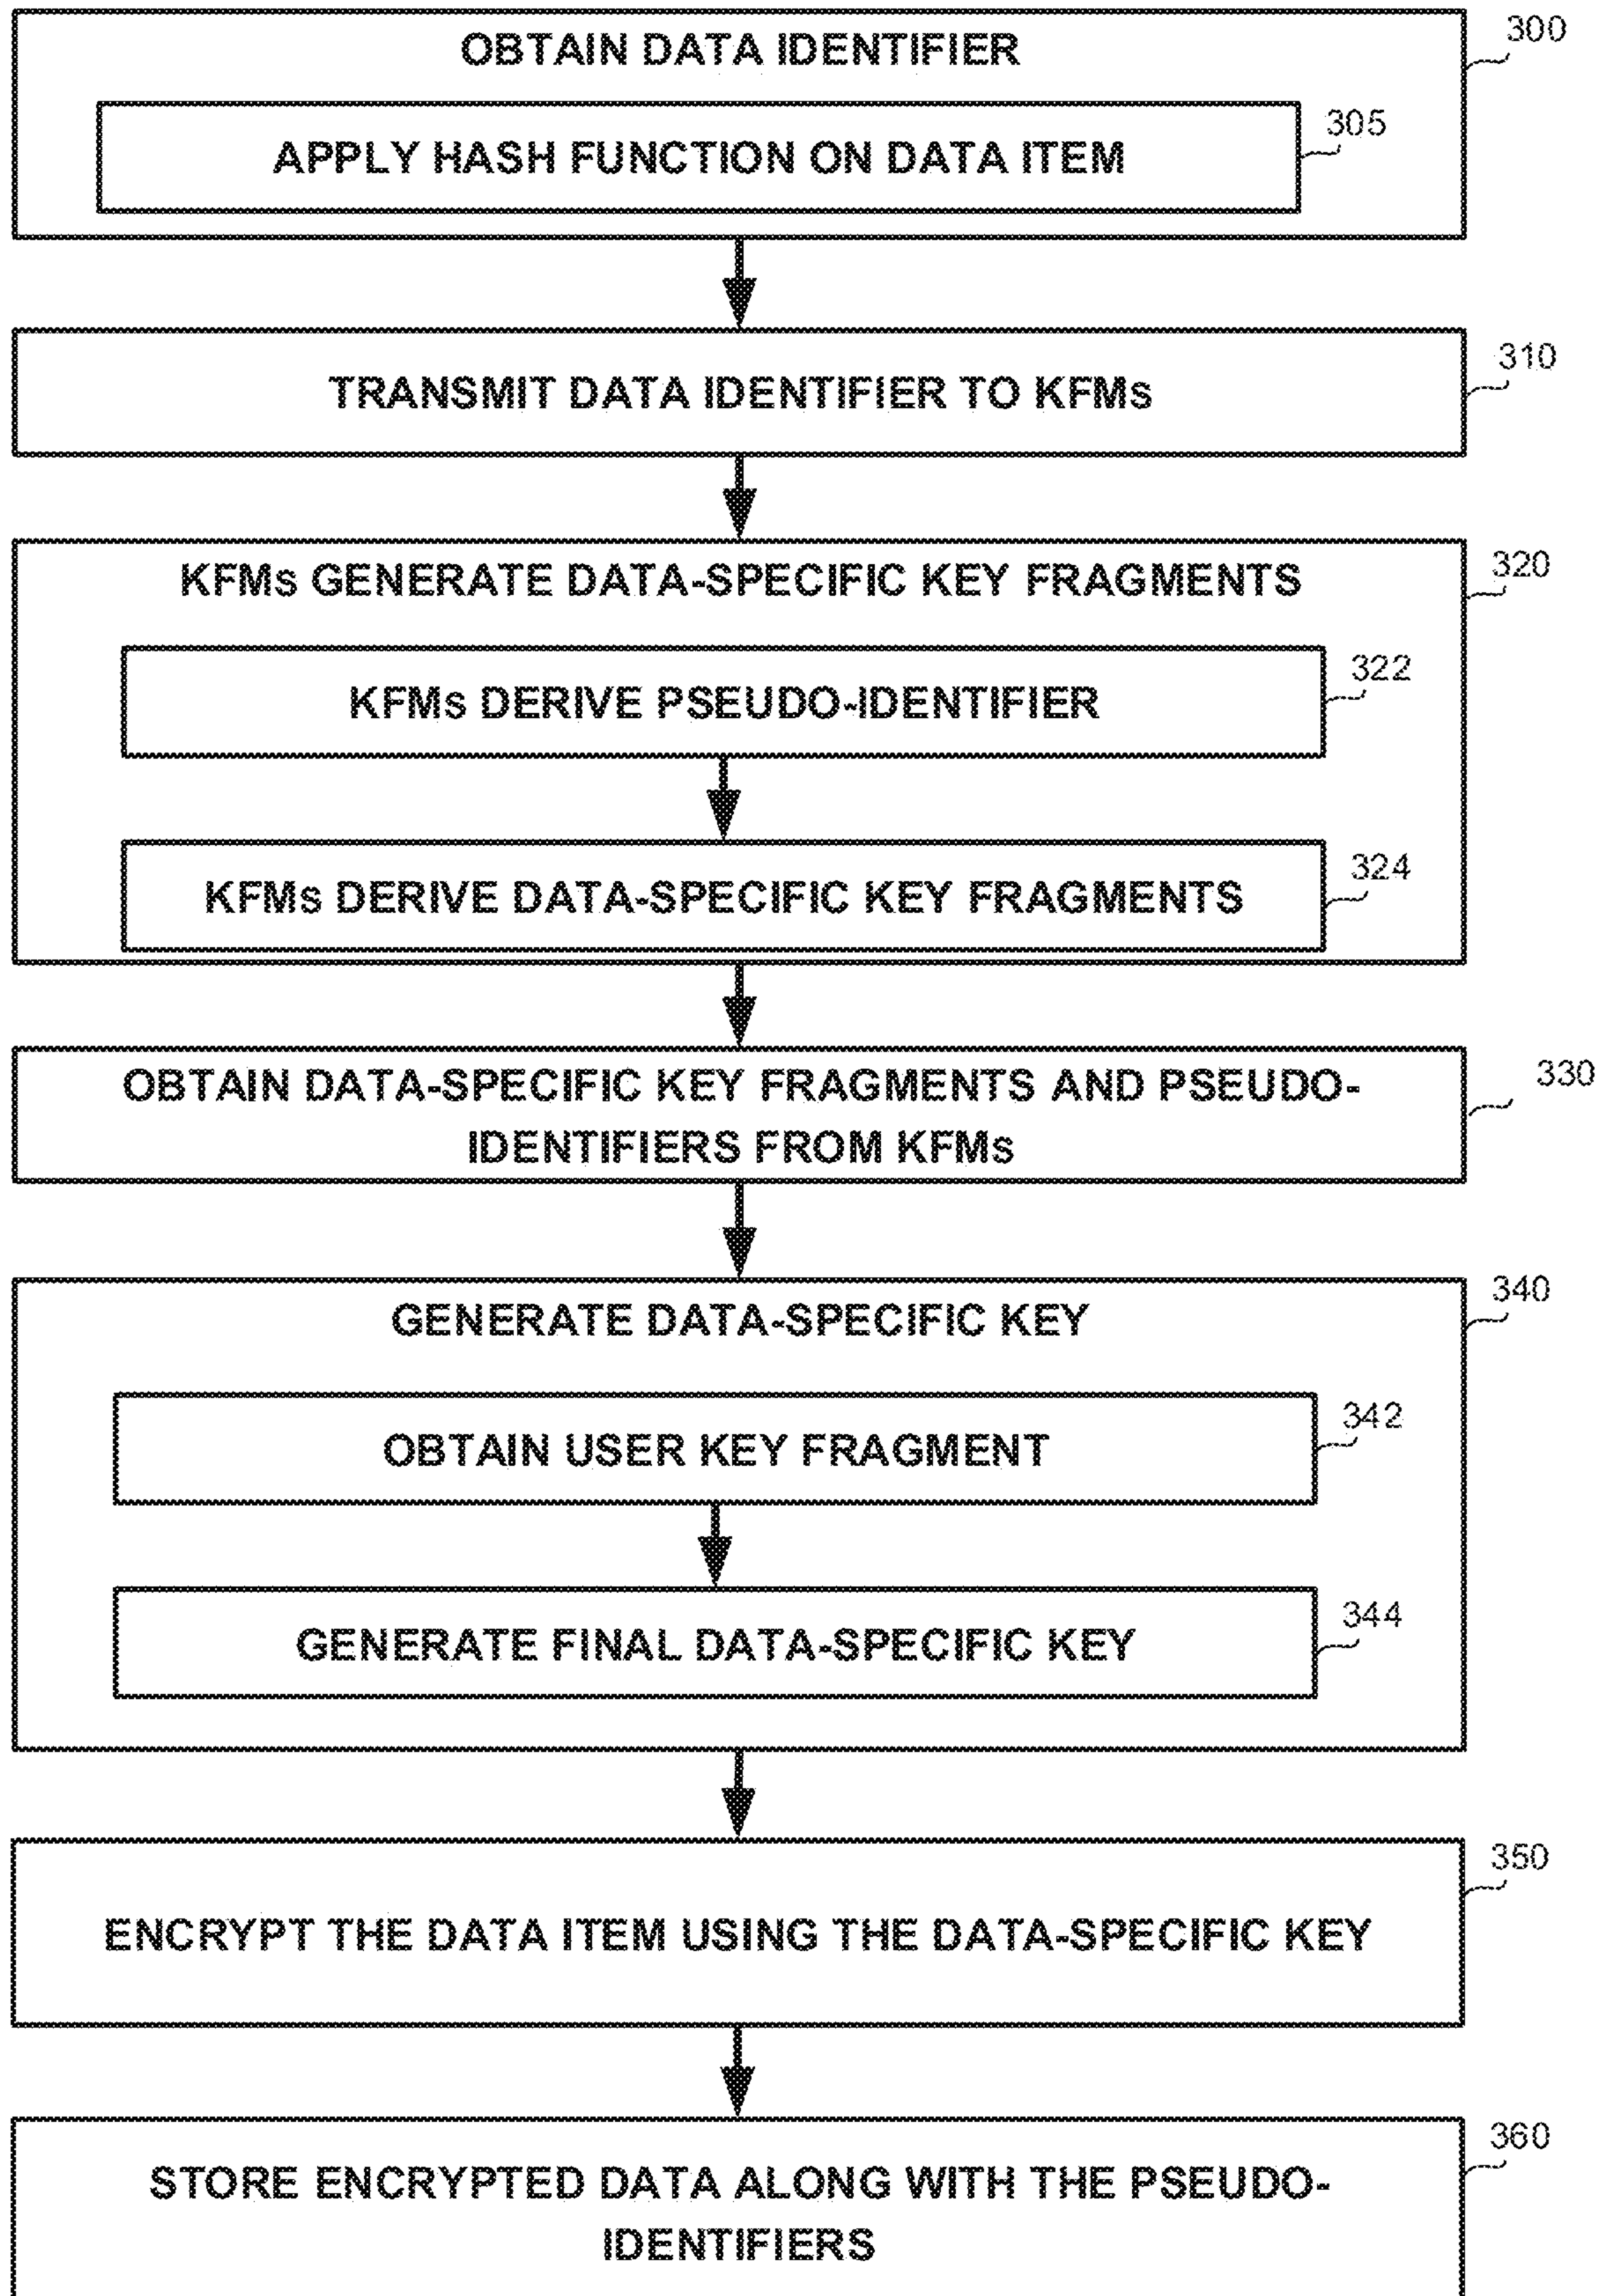 OBTAIN DATA IDENTIFIER
300
APPLY HASH FUNCTION ON DATA ITEM
305
TRANSMIT DATA IDENTIFIER TO KFMs
310
KFMs GENERATE DATA-SPECIFIC KEY FRAGMENTS
320
KFMs DERIVE PSEUDO-IDENTIFIER
322
KFMs DERIVE DATA-SPECIFIC KEY FRAGMENTS
324
OBTAIN DATA-SPECIFIC KEY FRAGMENTS AND PSEUDO-
IDENTIFIERS FROM KFMs
330
GENERATE DATA-SPECIFIC KEY
340
OBTAIN USER KEY FRAGMENT
342
GENERATE FINAL DATA-SPECIFIC KEY
344
ENCRYPT THE DATA ITEM USING THE DATA-SPECIFIC KEY
350
STORE ENCRYPTED DATA ALONG WITH THE PSEUDO-
IDENTIFIERS
360